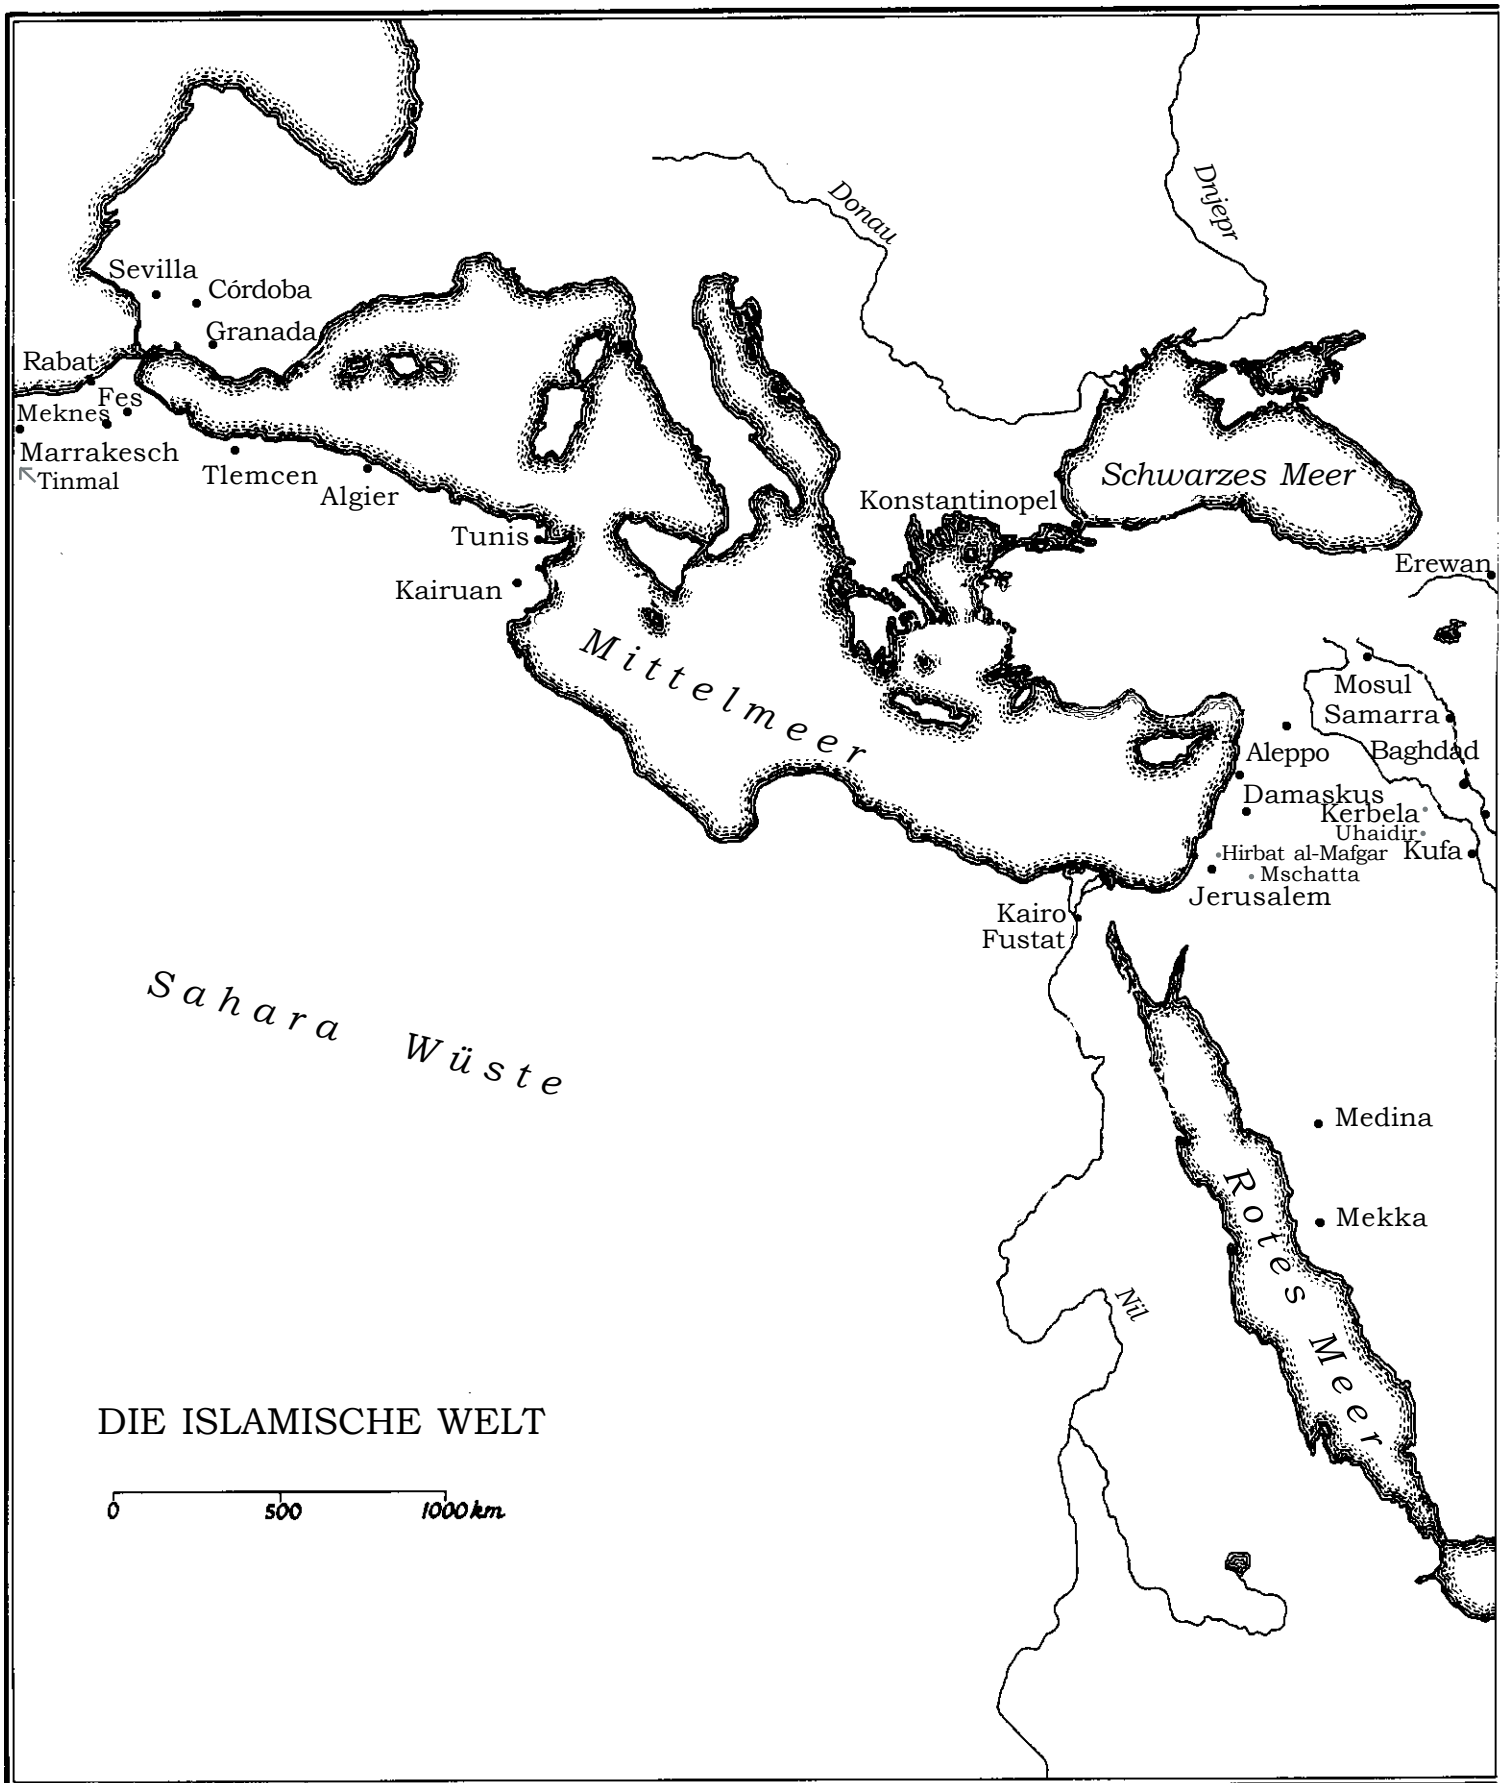 Donau
Dnjepr
Sevilla
Córdoba
Granada
Rabat
Fes
Meknes
Marrakesch
Tinmal
Tlemcen
Algier
Tunis
Kairuan
Konstantinopel
Schwarzes Meer
Erewan
Mittelmeer
Mosul
Samarra
Aleppo
Baghdad
Damaskus
Kerbela
Uhaidir
Hirbat al-Mafgar
Kufa
Mschatta
Jerusalem
Kairo
Fustat
Sahara Wüste
Medina
Mekka
Rotes Meer
Nil
DIE ISLAMISCHE WELT
0 500 1000 km